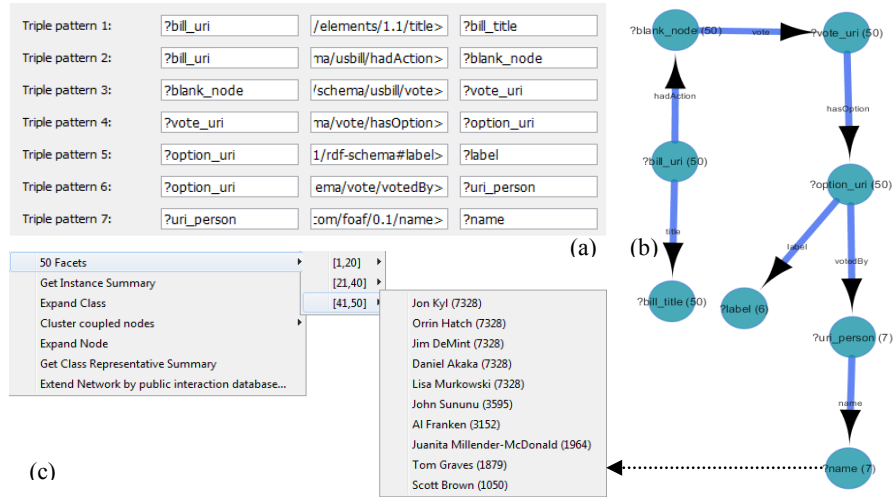 Triple pattern 1: ?bill_uri /elements/1.1/title> ?bill_title
Triple pattern 2: ?bill_uri ma/usbill/hadAction> ?blank_node
Triple pattern 3: ?blank_node /schema/usbill/vote> ?vote_uri
Triple pattern 4: ?vote_uri ma/vote/hasOption> ?option_uri
Triple pattern 5: ?option_uri 1/rdf-schema#label> ?label
Triple pattern 6: ?option_uri ema/vote/votedBy> ?uri_person
Triple pattern 7: ?uri_person com/foaf/0.1/name> ?name
(a)
(b)
?blank_node (50)
vote
?vote_uri (50)
hadAction
hasOption
?bill_uri (50)
?option_uri (50)
title
label
votedBy
?bill_title (50)
?label (6)
?uri_person (7)
name
?name (7)
50 Facets
Get Instance Summary
Expand Class
Cluster coupled nodes
Expand Node
Get Class Representative Summary
Extend Network by public interaction database...
[1,20]
[21,40]
[41,50]
Jon Kyl (7328)
Orrin Hatch (7328)
Jim DeMint (7328)
Daniel Akaka (7328)
Lisa Murkowski (7328)
John Sununu (3595)
Al Franken (3152)
Juanita Millender-McDonald (1964)
Tom Graves (1879)
Scott Brown (1050)
(c)